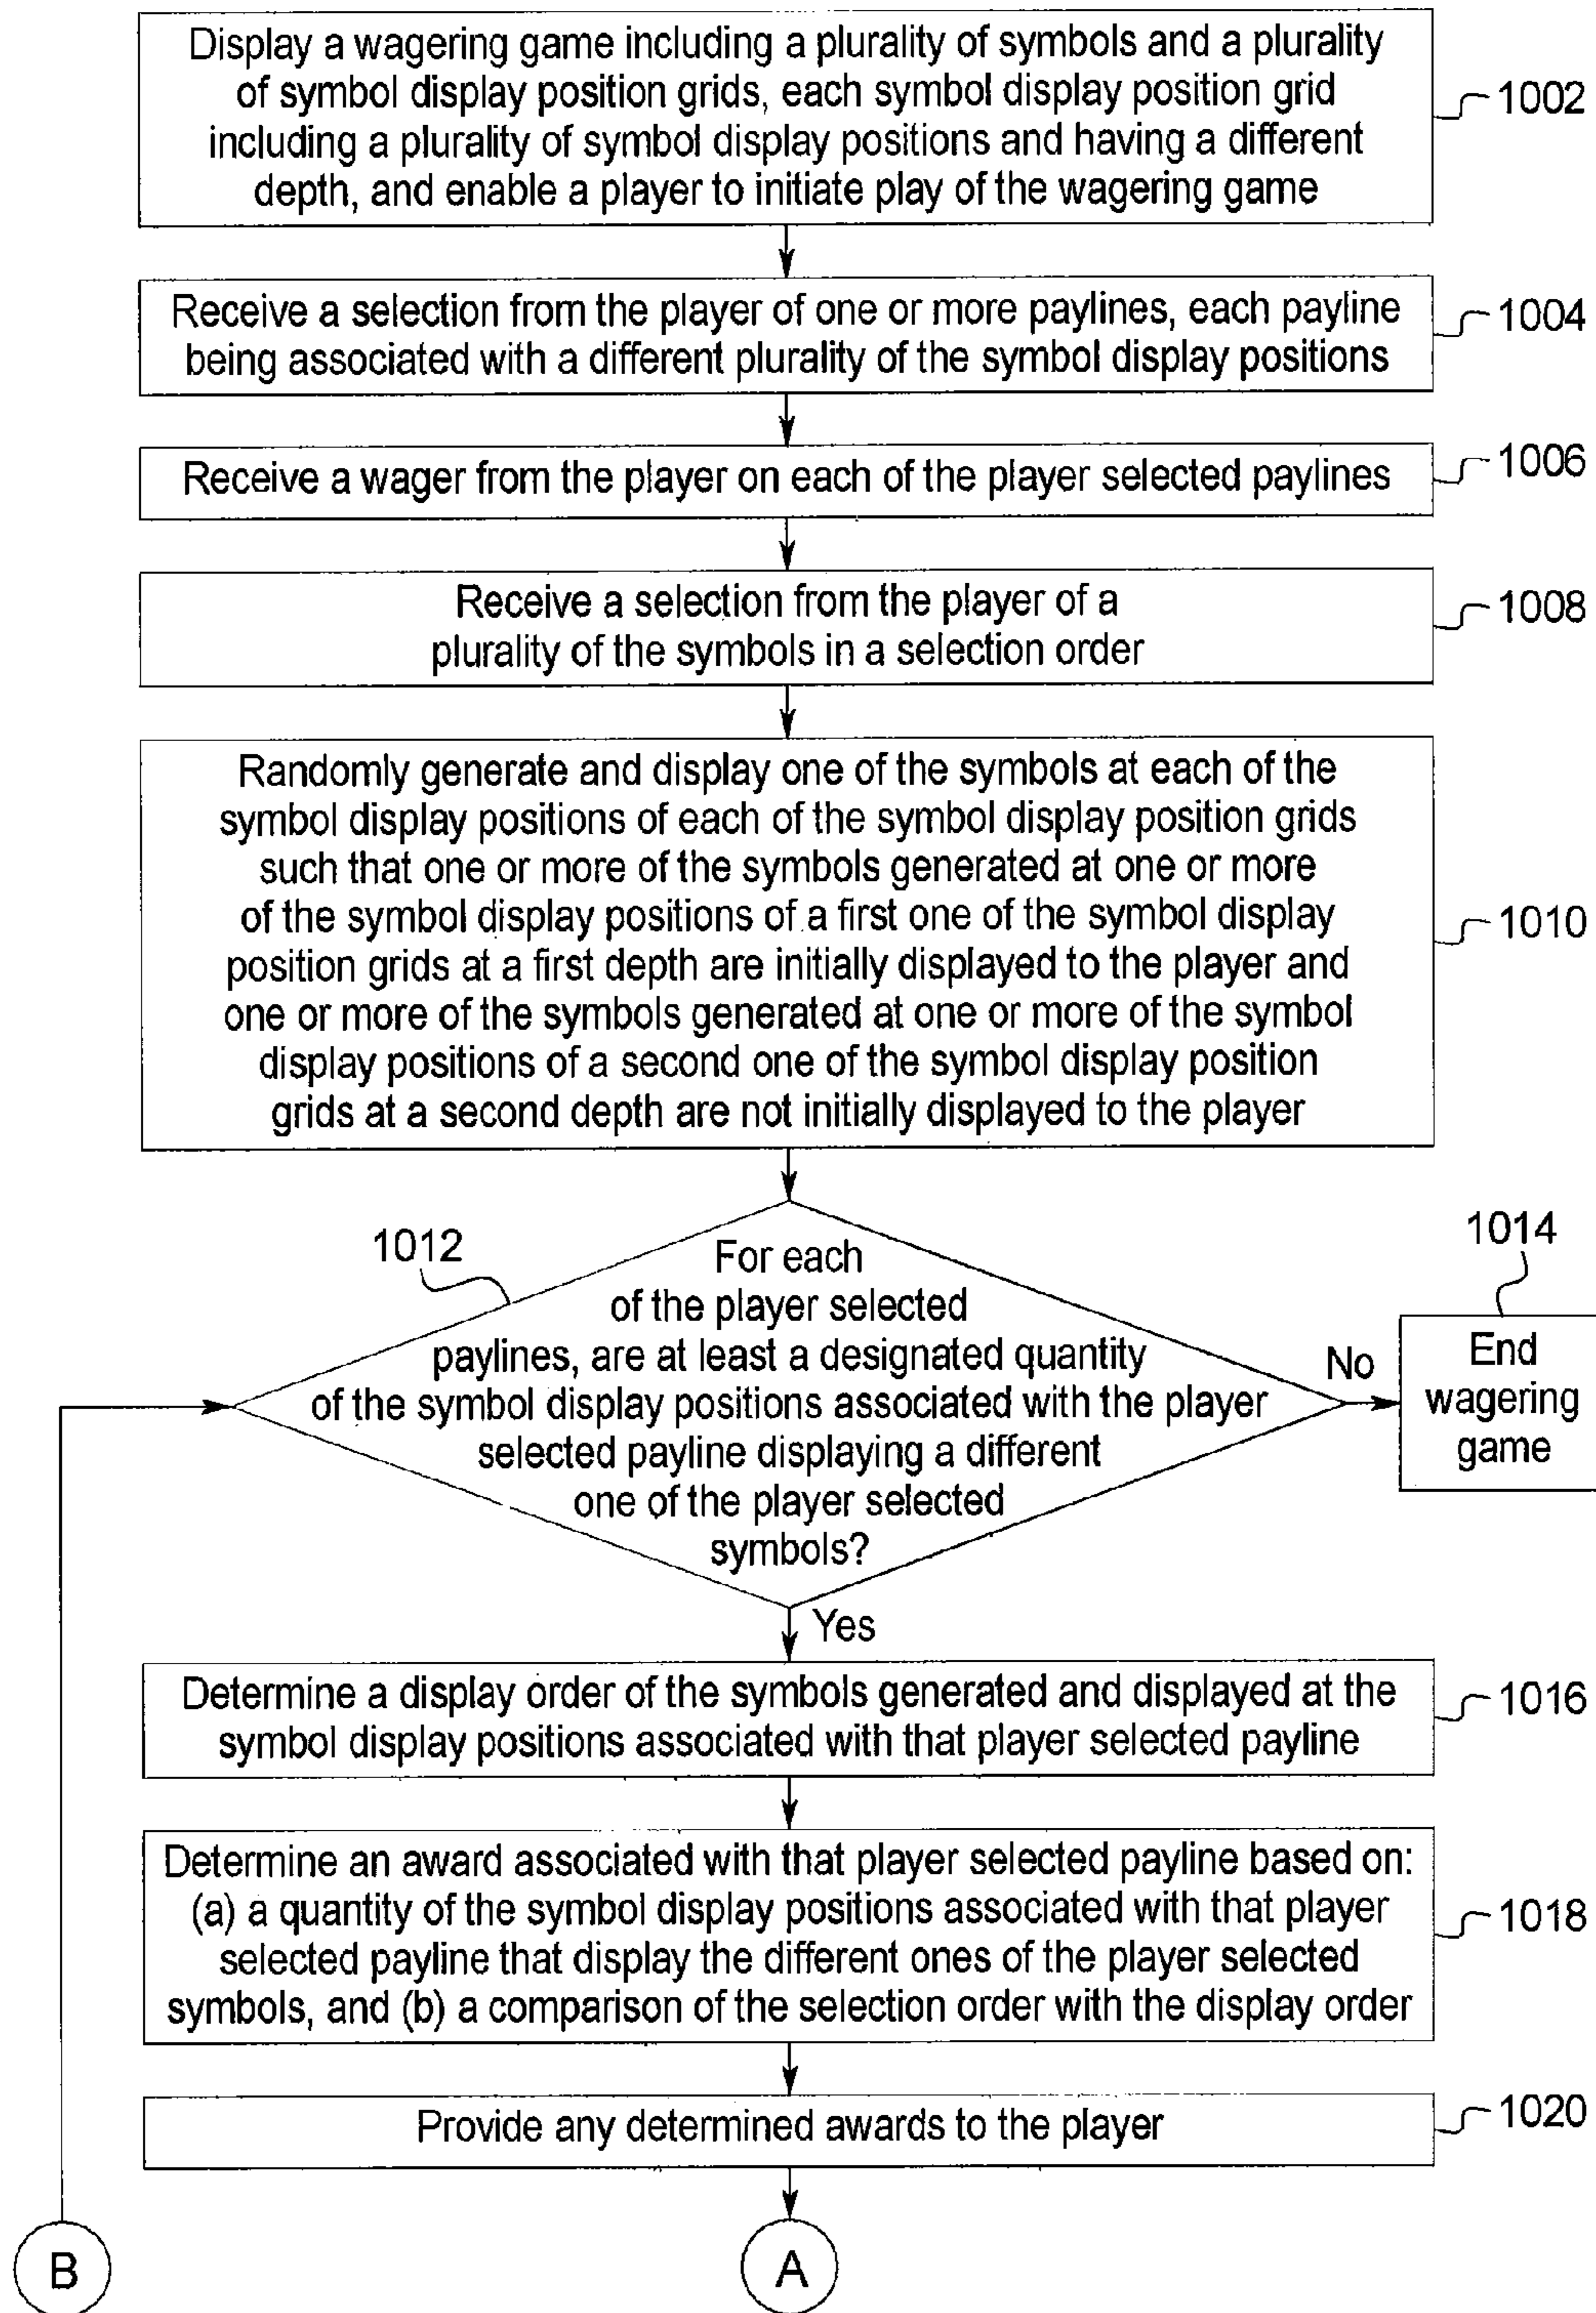 Display a wagering game including a plurality of symbols and a plurality
of symbol display position grids, each symbol display position grid
including a plurality of symbol display positions and having a different
depth, and enable a player to initiate play of the wagering game
1002
Receive a selection from the player of one or more paylines, each payline
being associated with a different plurality of the symbol display positions
1004
Receive a wager from the player on each of the player selected paylines
1006
Receive a selection from the player of a
plurality of the symbols in a selection order
1008
Randomly generate and display one of the symbols at each of the
symbol display positions of each of the symbol display position grids
such that one or more of the symbols generated at one or more
of the symbol display positions of a first one of the symbol display
position grids at a first depth are initially displayed to the player and
one or more of the symbols generated at one or more of the symbol
display positions of a second one of the symbol display position
grids at a second depth are not initially displayed to the player
1010
1012
For each
of the player selected
paylines, are at least a designated quantity
of the symbol display positions associated with the player
selected payline displaying a different
one of the player selected
symbols?
No
1014
End
wagering
game
Yes
Determine a display order of the symbols generated and displayed at the
symbol display positions associated with that player selected payline
1016
Determine an award associated with that player selected payline based on:
(a) a quantity of the symbol display positions associated with that player
selected payline that display the different ones of the player selected
symbols, and (b) a comparison of the selection order with the display order
1018
Provide any determined awards to the player
1020
B
A